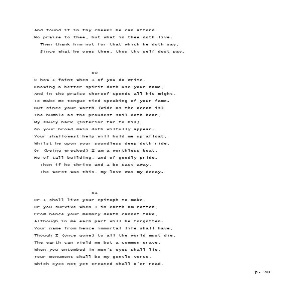 And found it in thy cheek: he can afford
No praise to thee, but what in thee doth live.
Then thank him not for that which he doth say,
Since what he owes thee, thou thy self dost pay.
80
O how I faint when I of you do write,
Knowing a better spirit doth use your name,
And in the praise thereof spends all his might,
To make me tongue-tied speaking of your fame.
But since your worth (wide as the ocean is)
The humble as the proudest sail doth bear,
My saucy bark (inferior far to his)
On your broad main doth wilfully appear.
Your shallowest help will hold me up afloat,
Whilst he upon your soundless deep doth ride,
Or (being wrecked) I am a worthless boat,
He of tall building, and of goodly pride.
Then if he thrive and I be cast away,
The worst was this, my love was my decay.
81
Or I shall live your epitaph to make,
Or you survive when I in earth am rotten,
From hence your memory death cannot take,
Although in me each part will be forgotten.
Your name from hence immortal life shall have,
Though I (once gone) to all the world must die,
The earth can yield me but a common grave,
When you entombed in men's eyes shall lie,
Your monument shall be my gentle verse,
Which eyes not yet created shall o'er-read,